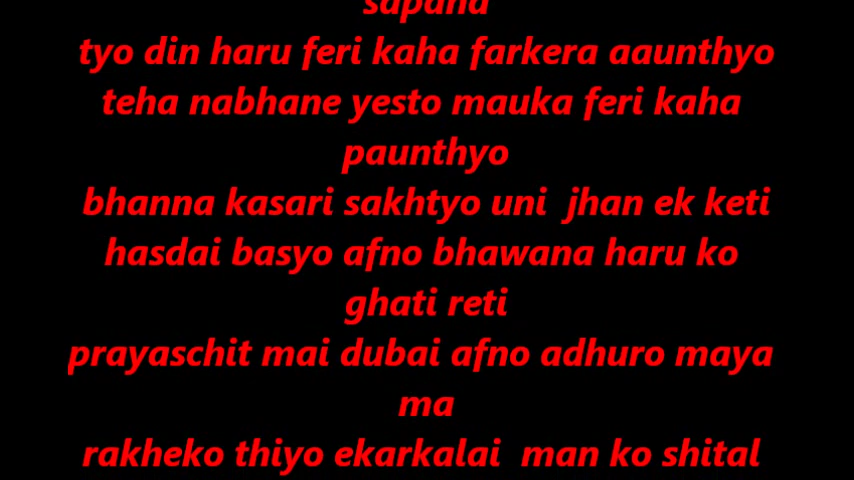 sapana
tyo din haru feri kaha farkera aaunthyo
teha nabhane yesto mauka feri kaha
paunthyo
bhanna kasari sakhtyo uni  jhan ek keti
hasdai basyo afno bhawana haru ko
ghati reti
prayaschit mai dubai afno adhuro maya
ma
rakheko thiyo ekarkalai  man ko shital